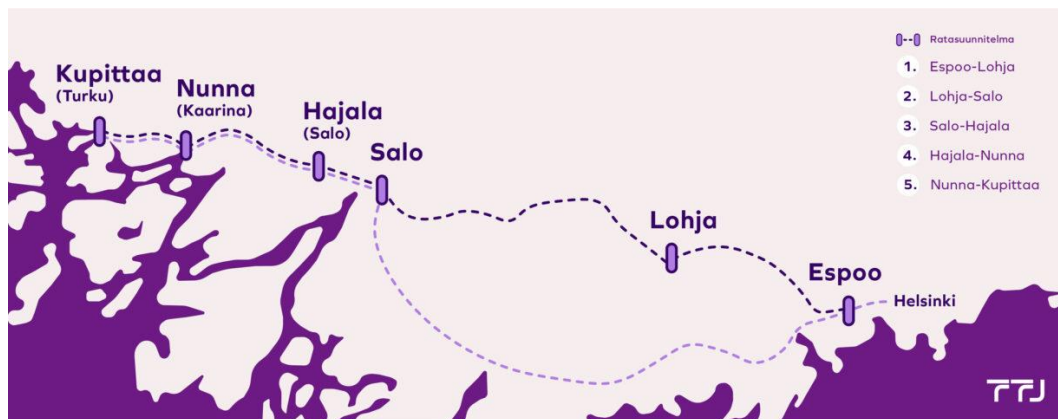 Kupittaa
(Turku)
Nunna
(Kaarina)
Hajala
(Salo)
Salo
Lohja
Espoo
Helsinki
Ratasuunnitelma
1. Espoo-Lohja
2. Lohja-Salo
3. Salo-Hajala
4. Hajala-Nunna
5. Nunna-Kupittaa
TTJ